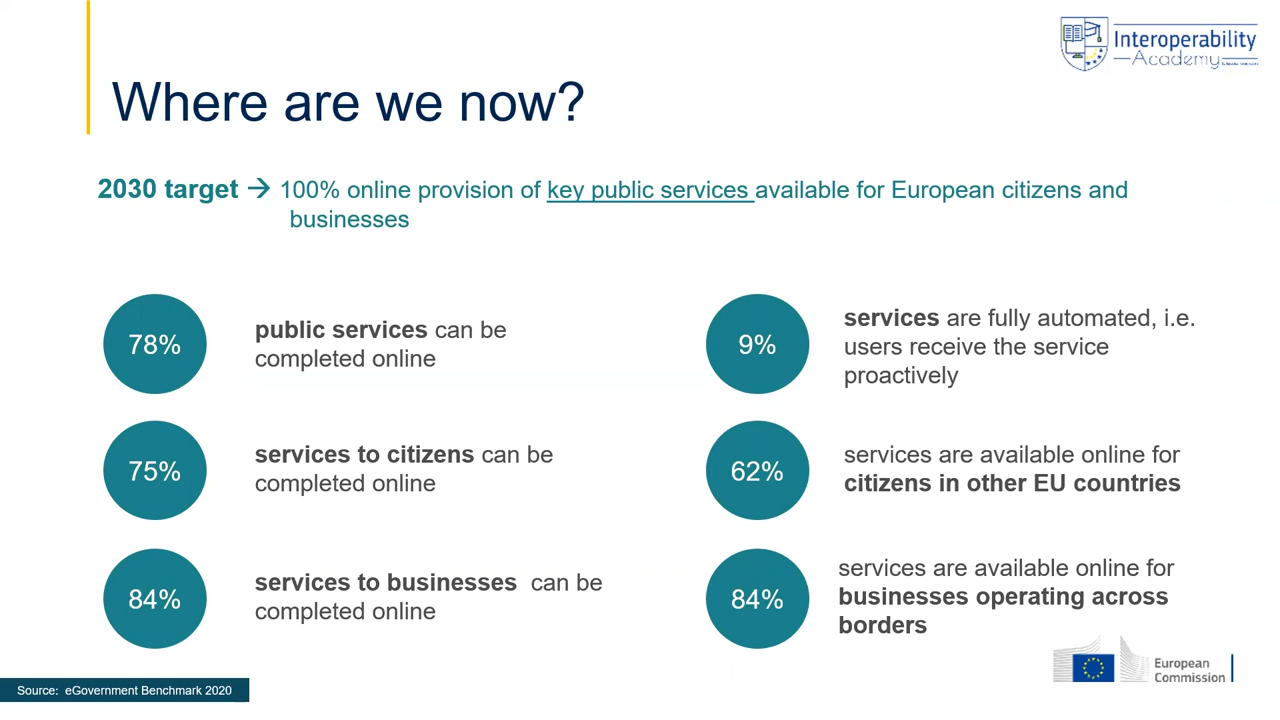 Interoperability
Academy
Where are we now?
2030 target → 100% online provision of key public services available for European citizens and
businesses
78%
public services can be
completed online
75%
services to citizens can be
completed online
84%
services to businesses can be
completed online
9%
services are fully automated, i.e.
users receive the service
proactively
62%
services are available online for
citizens in other EU countries
84%
services are available online for
businesses operating across
borders
European
Commission
Source: eGovernment Benchmark 2020